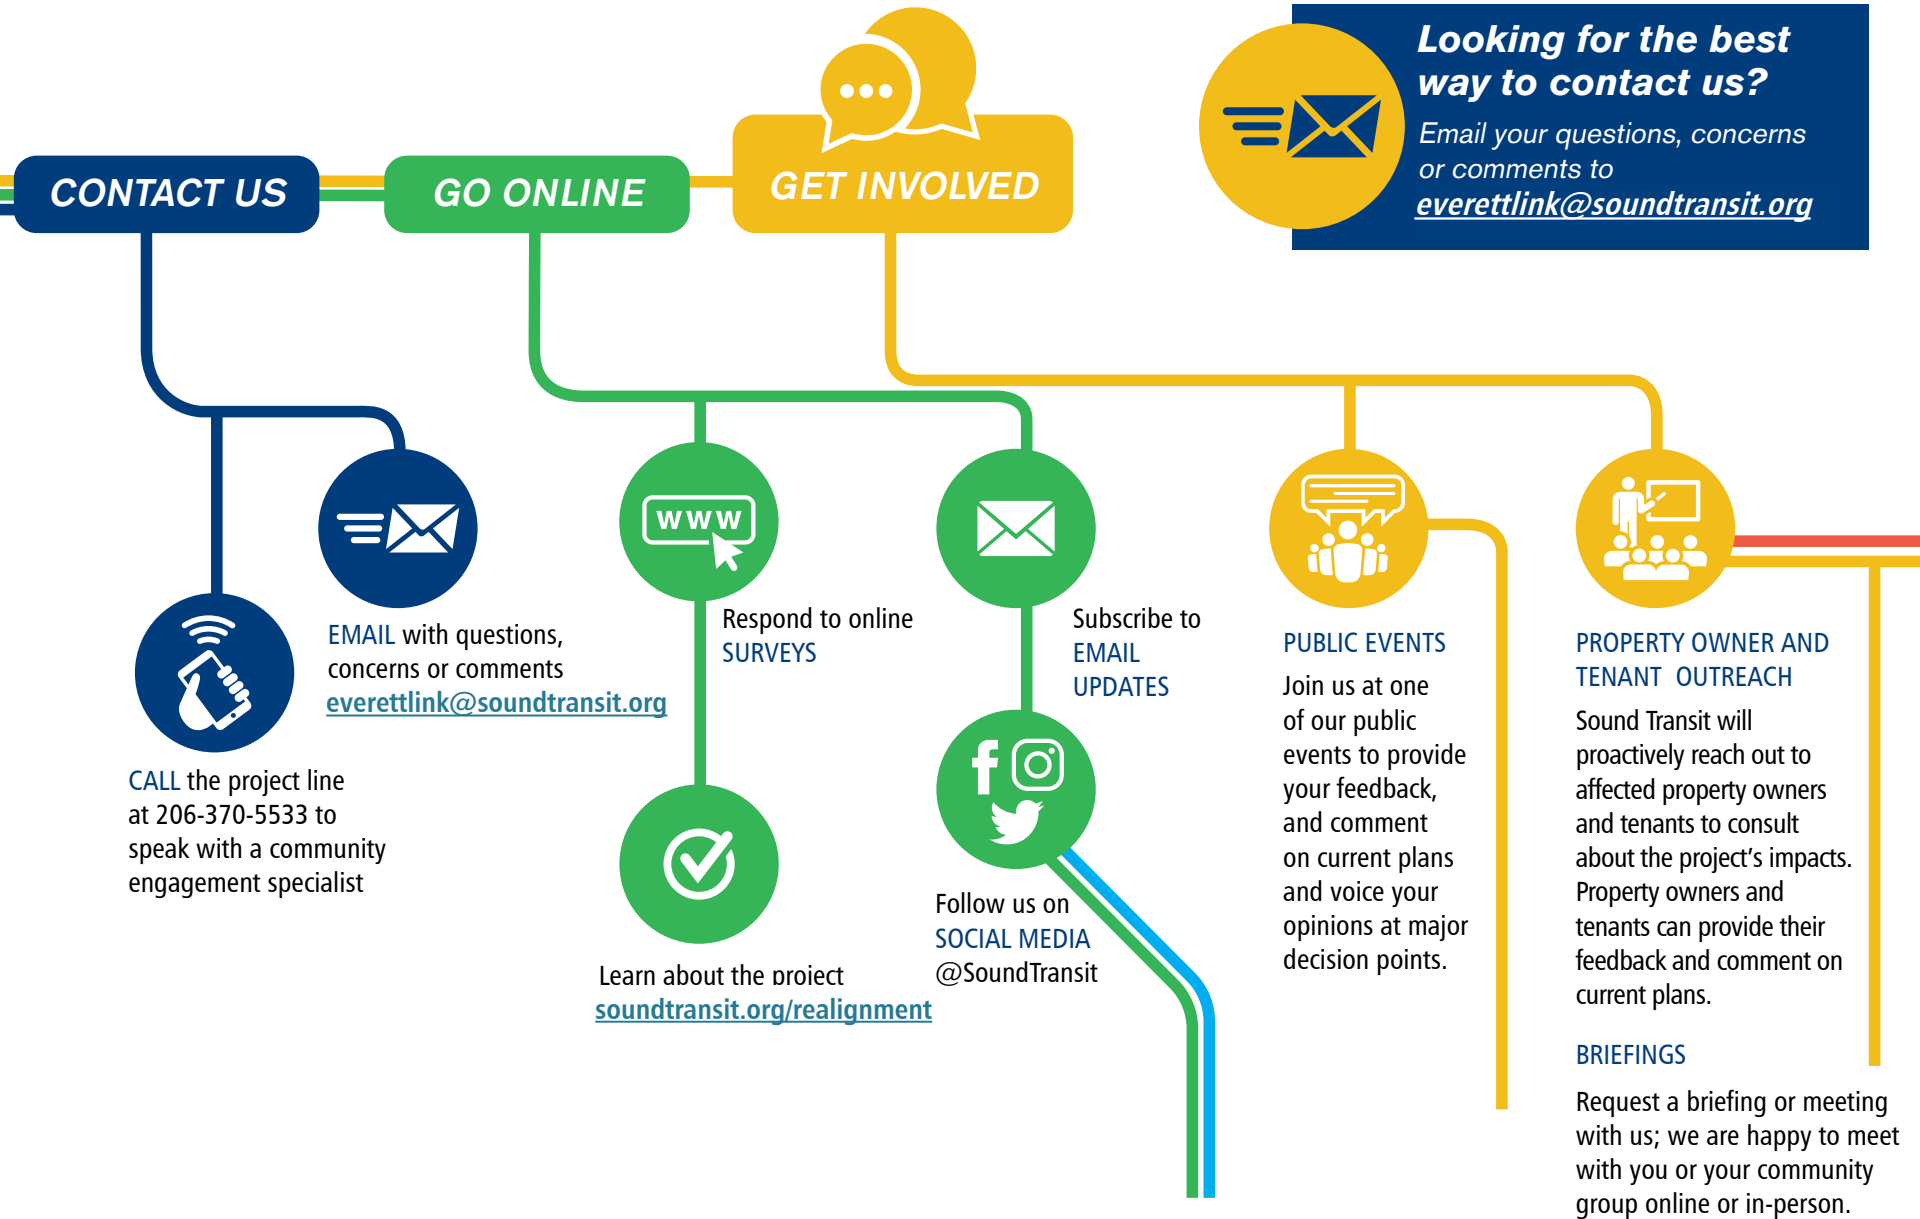 Looking for the best
way to contact us?
Email your questions, concerns
or comments to
everettlink@soundtransit.org
CONTACT US
GO ONLINE
GET INVOLVED
EMAIL with questions,
concerns or comments
everettlink@soundtransit.org
CALL the project line
at 206-370-5533 to
speak with a community
engagement specialist
www
Respond to online
SURVEYS
Learn about the project
soundtransit.org/realignment
Subscribe to
EMAIL
UPDATES
Follow us on
SOCIAL MEDIA
@SoundTransit
PUBLIC EVENTS
Join us at one
of our public
events to provide
your feedback,
and comment
on current plans
and voice your
opinions at major
decision points.
PROPERTY OWNER AND
TENANT OUTREACH
Sound Transit will
proactively reach out to
affected property owners
and tenants to consult
about the project's impacts.
Property owners and
tenants can provide their
feedback and comment on
current plans.
BRIEFINGS
Request a briefing or meeting
with us; we are happy to meet
with you or your community
group online or in-person.